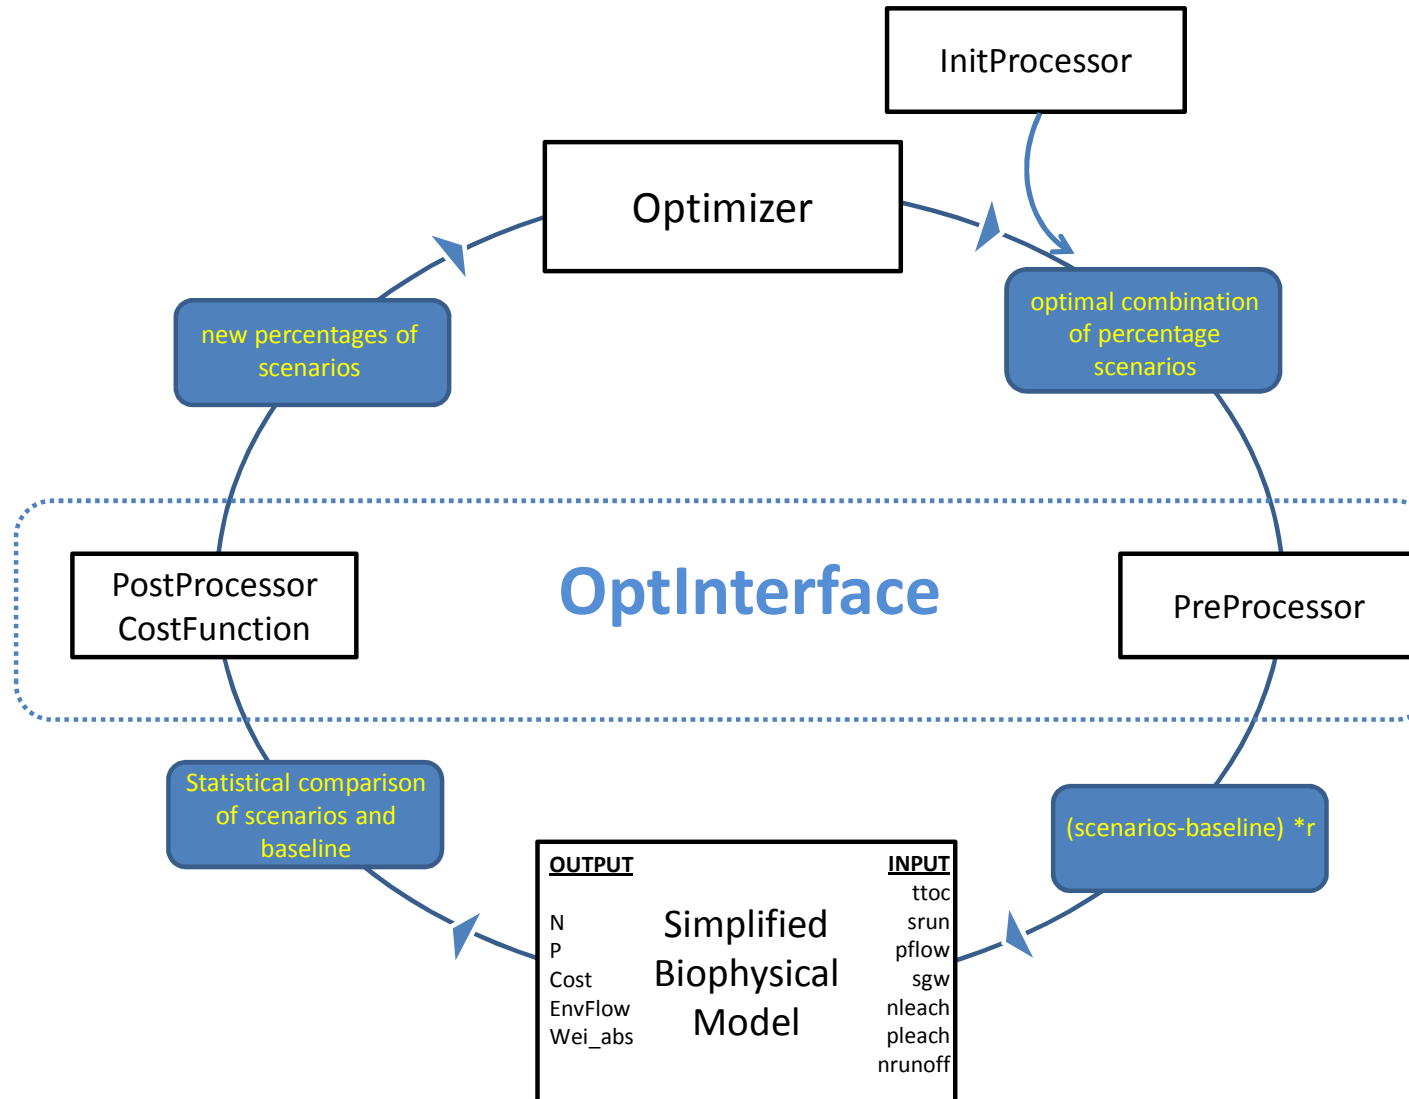 InitProcessor
Optimizer
optimal combination
of percentage
scenarios
new percentages of
scenarios
OptInterface
PostProcessor
CostFunction
PreProcessor
Statistical comparison
of scenarios and
baseline
(scenarios-baseline) *r
OUTPUT
N
P
Cost
EnvFlow
Wei_abs
Simplified
Biophysical
Model
INPUT
ttoc
srun
pflow
sgw
nleach
pleach
nrunoff